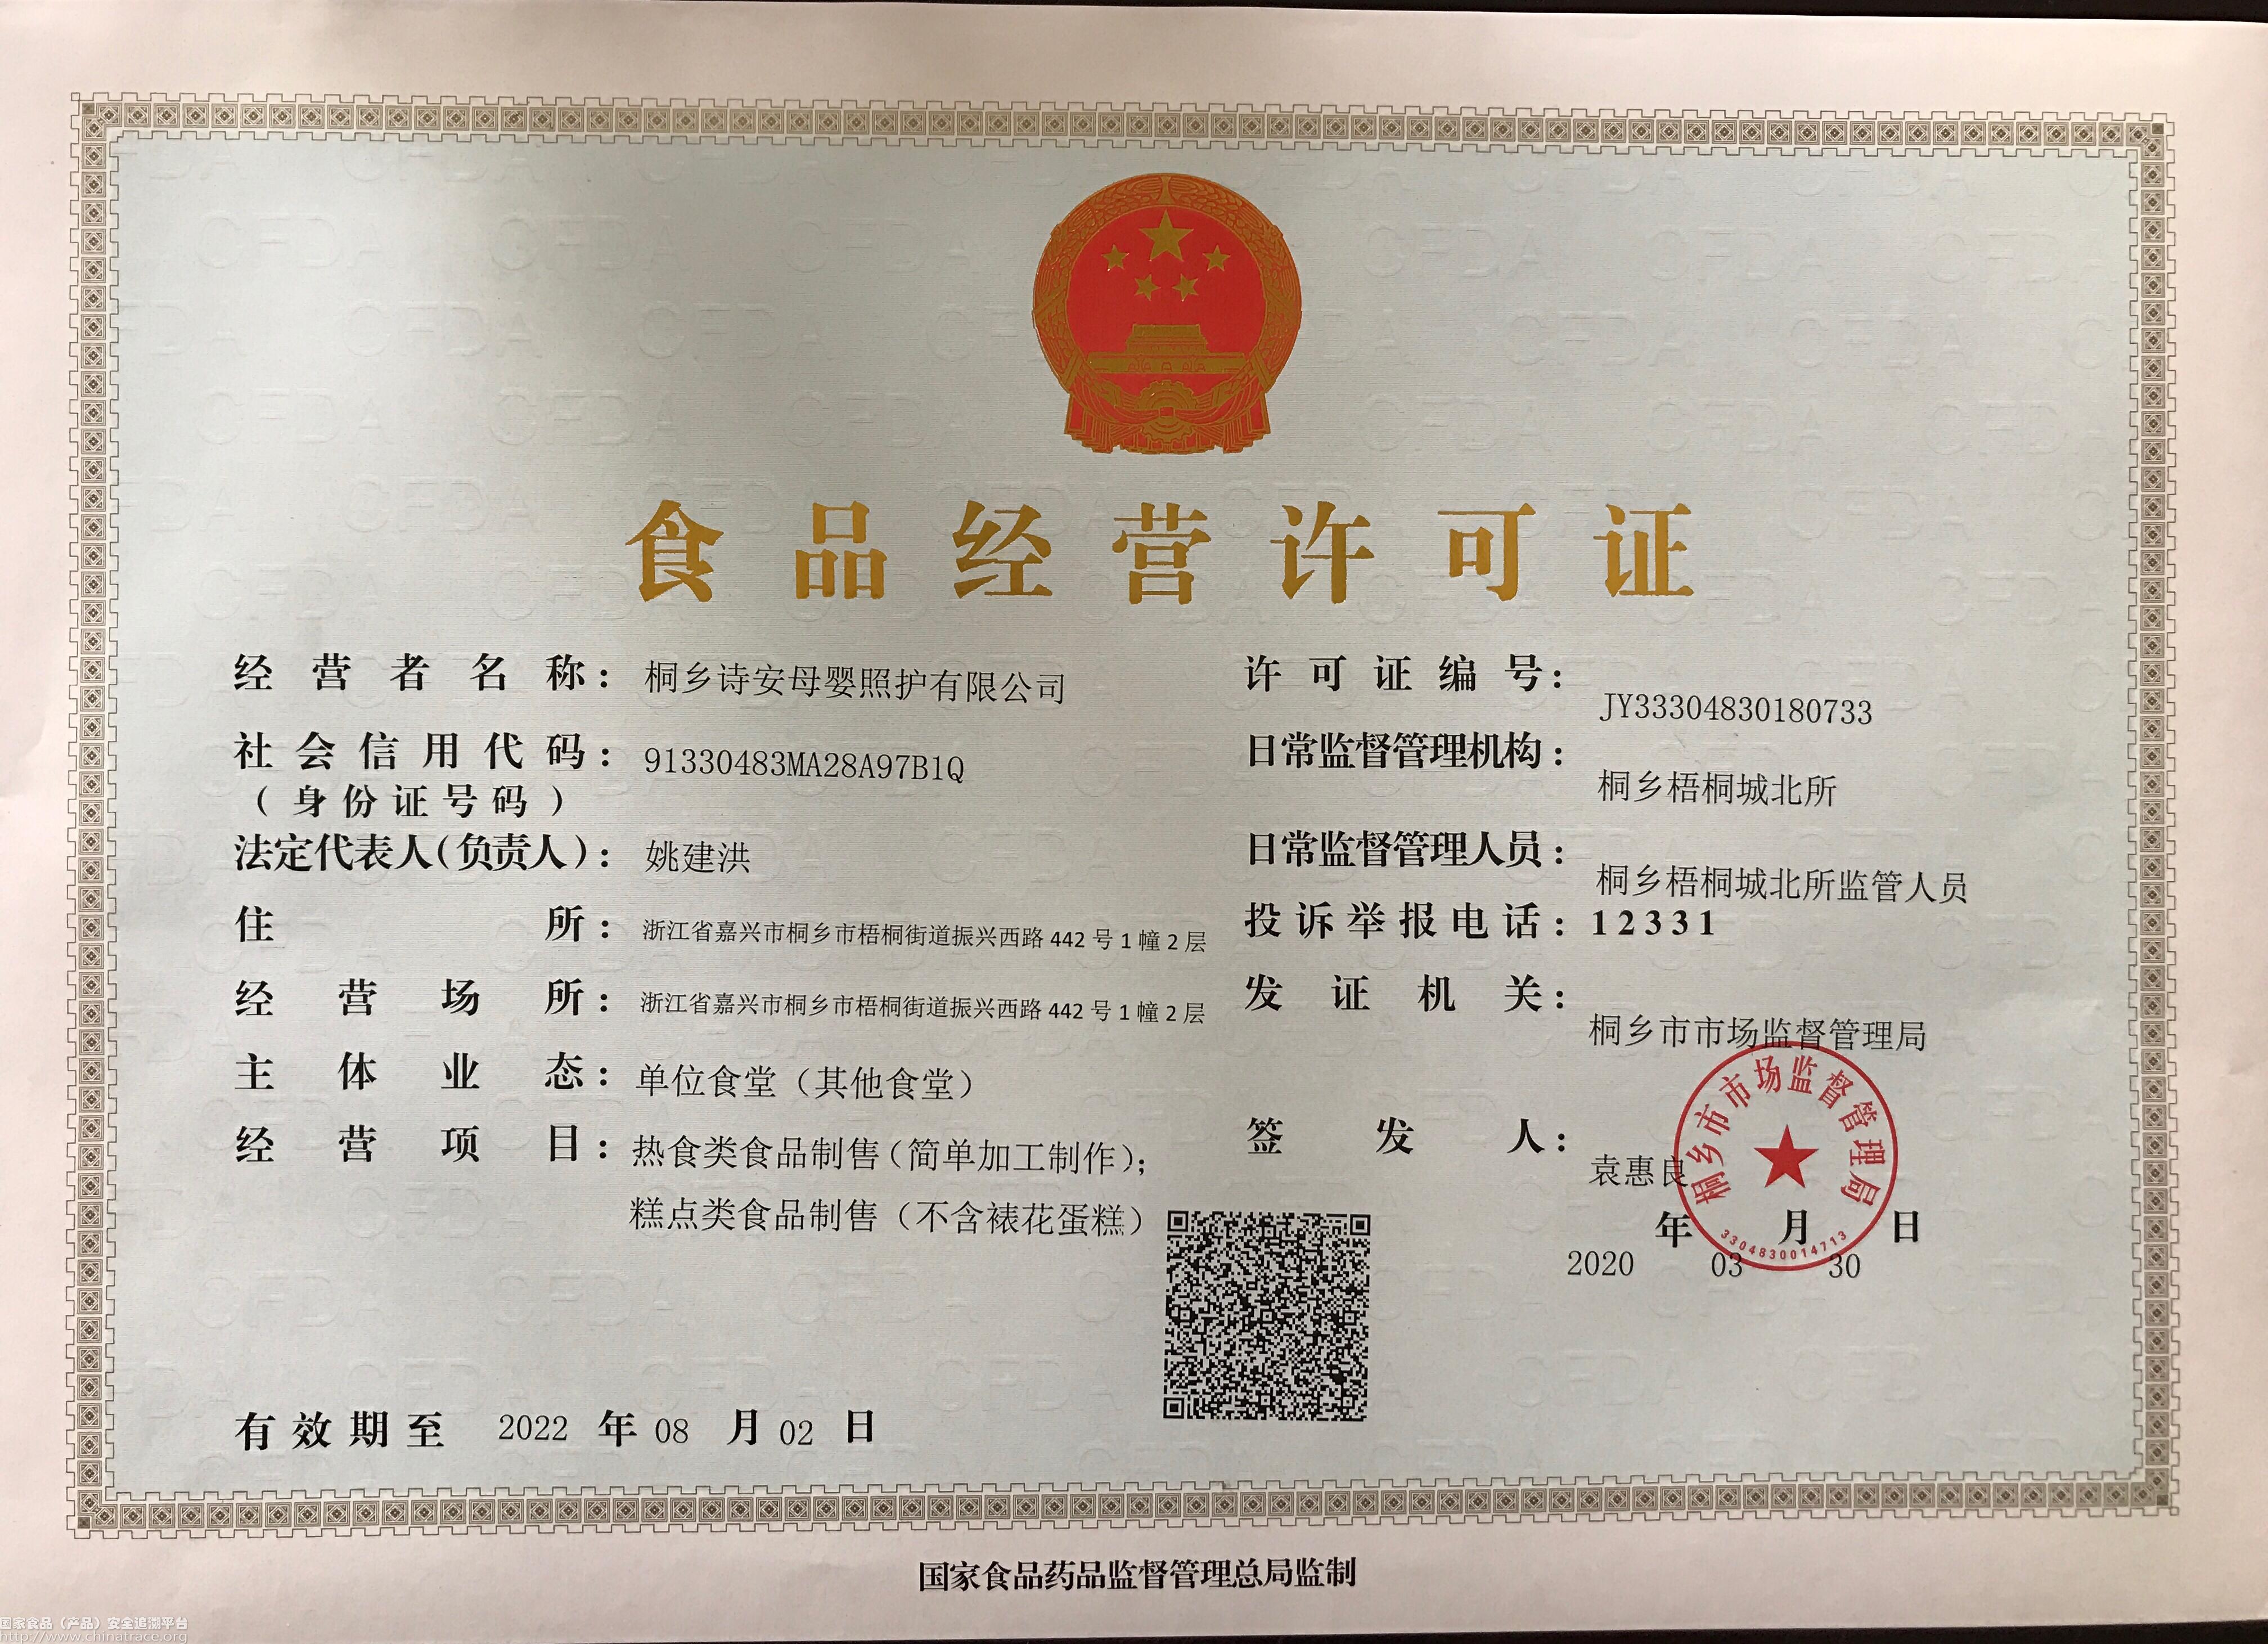 食品经营许可证
经营者名称：桐乡诗安母婴照护有限公司
社会信用代码：91330483MA28A97B1Q
（身份证号码）
法定代表人（负责人）：姚建洪
住所：浙江省嘉兴市桐乡市梧桐街道振兴西路442号1幢2层
经营场所：浙江省嘉兴市桐乡市梧桐街道振兴西路442号1幢2层
主体业态：单位食堂（其他食堂）
经营项目：热食类食品制售（简单加工制作）；
糕点类食品制售（不含裱花蛋糕）
有效期至 2022 年 08 月 02 日
许可证编号：JY33304830180733
日常监督管理机构：桐乡梧桐城北所
日常监督管理人员：桐乡梧桐城北所监管人员
投诉举报电话：12331
发证机关：桐乡市市场监督管理局
签发人：袁惠良
2020 年 03 月 30 日
桐乡市市场监督管理局
3304830014713
国家食品药品监督管理总局监制
国家食品（产品）安全追溯平台
http://www.chinatrace.org
CFDA